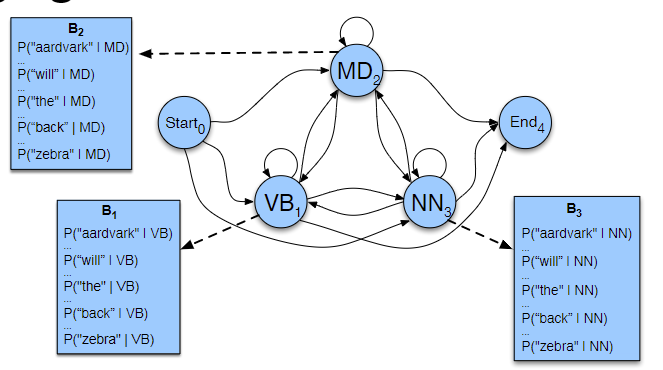 B2
P("aardvark" | MD)
...
P(“will” | MD)
...
P("the" | MD)
...
P(“back” | MD)
...
P("zebra" | MD)
MD2
Start0
End4
VB1
NN3
B1
P("aardvark" | VB)
...
P(“will” | VB)
...
P("the" | VB)
...
P(“back” | VB)
...
P("zebra" | VB)
B3
P("aardvark" | NN)
...
P(“will” | NN)
...
P("the" | NN)
...
P(“back” | NN)
...
P("zebra" | NN)